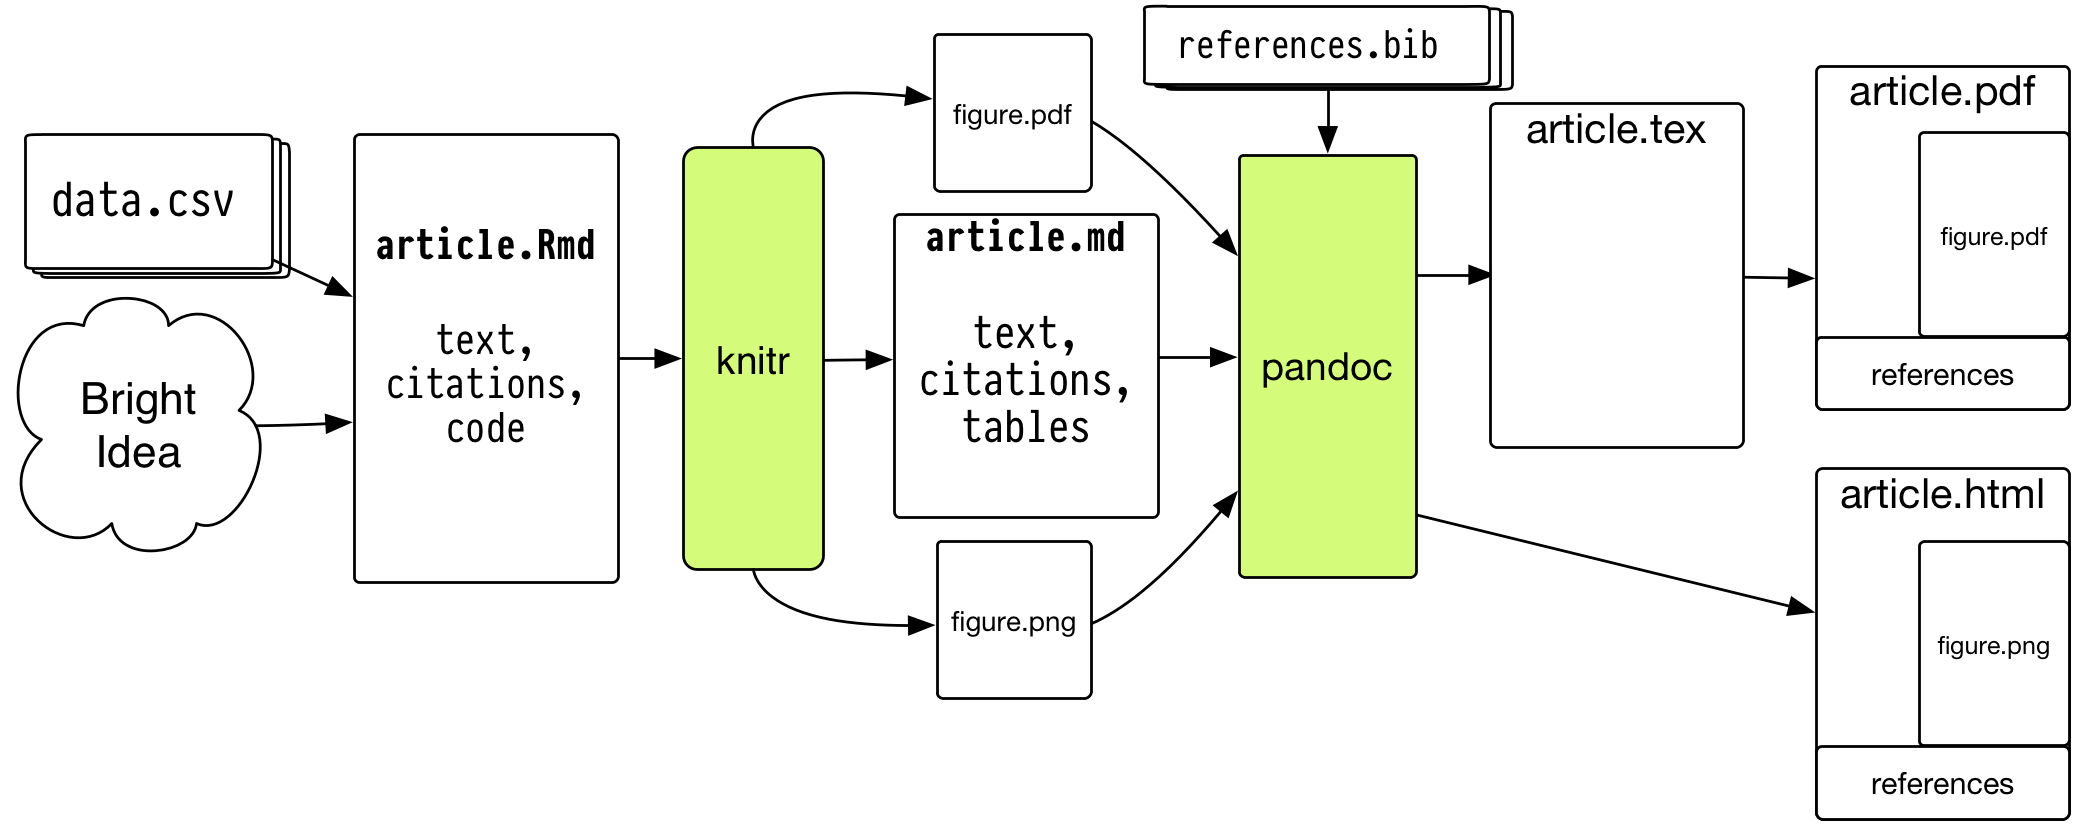 data.csv
Bright
Idea
article.Rmd
text,
citations,
code
knitr
figure.pdf
article.md
text,
citations,
tables
figure.png
references.bib
pandoc
article.tex
article.pdf
figure.pdf
references
article.html
figure.png
references